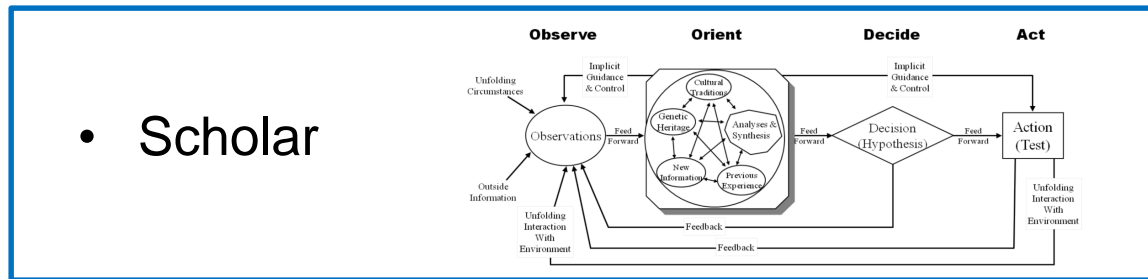 • Scholar
Observe
Orient
Decide
Act
Implicit
Guidance
& Control
Unfolding
Circumstances
Observations
Outside
Information
Unfolding
Interaction
With
Environment
Feed
Forward
Cultural
Traditions
Genetic
Heritage
Analyses &
Synthesis
New
Information
Previous
Experience
Feed
Forward
Decision
(Hypothesis)
Feed
Forward
Implicit
Guidance
& Control
Action
(Test)
Unfolding
Interaction
With
Environment
Feedback
Feedback